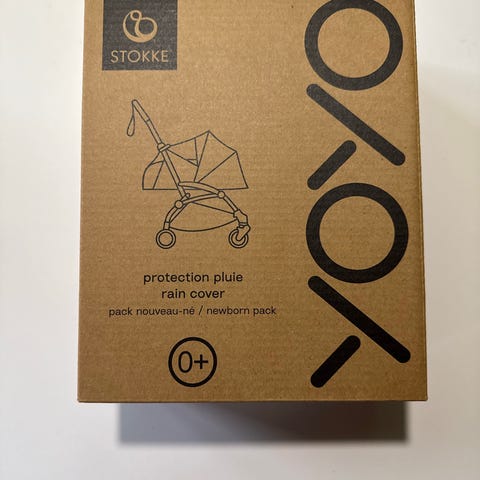 STOKKE
YOYO
protection pluie
rain cover
pack nouveau-né / newborn pack
0+